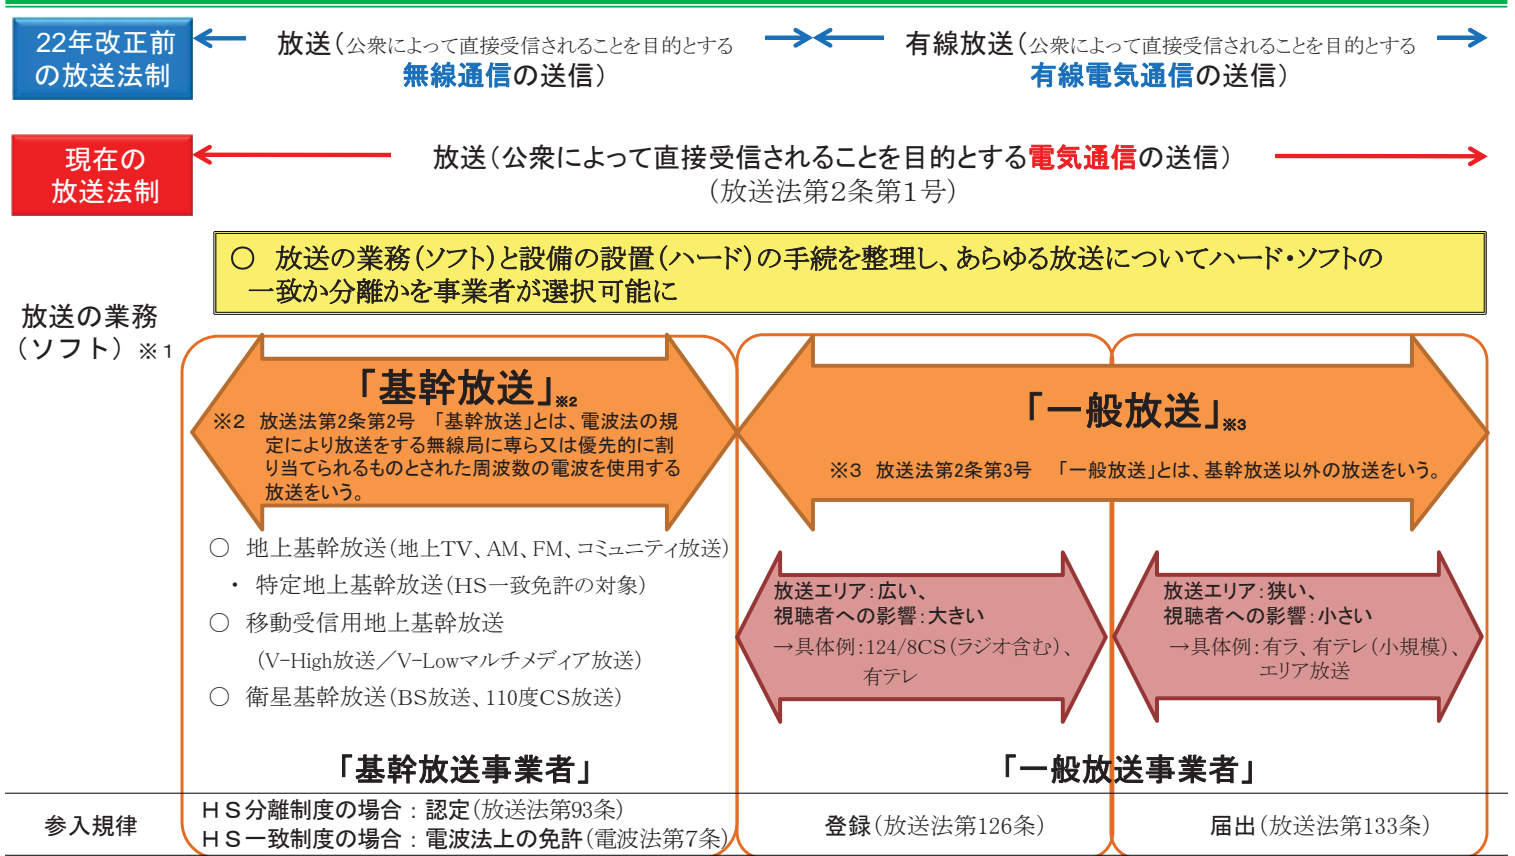 22年改正前
の放送法制
放送(公衆によって直接受信されることを目的とする
無線通信の送信)
有線放送(公衆によって直接受信されることを目的とする
有線電気通信の送信)
現在の
放送法制
放送(公衆によって直接受信されることを目的とする電気通信の送信)
(放送法第2条第1号)
○ 放送の業務(ソフト)と設備の設置(ハード)の手続を整理し、あらゆる放送についてハード・ソフトの
一致か分離かを事業者が選択可能に
放送の業務
(ソフト)※1
「基幹放送」※2
※2 放送法第2条第2号 「基幹放送」とは、電波法の規
定により放送をする無線局に専ら又は優先的に割
り当てられるものとされた周波数の電波を使用する
放送をいう。
○ 地上基幹放送(地上TV、AM、FM、コミュニティ放送)
・ 特定地上基幹放送(HS一致免許の対象)
○ 移動受信用地上基幹放送
(V-High放送/V-Lowマルチメディア放送)
○ 衛星基幹放送(BS放送、110度CS放送)
「基幹放送事業者」
「一般放送」※3
※3 放送法第2条第3号 「一般放送」とは、基幹放送以外の放送をいう。
放送エリア:広い、
視聴者への影響:大きい
→具体例:124/8CS(ラジオ含む)、
有テレ
放送エリア:狭い、
視聴者への影響:小さい
→具体例:有ラ、有テレ(小規模)、
エリア放送
「一般放送事業者」
参入規律
HS分離制度の場合:認定(放送法第93条)
HS一致制度の場合:電波法上の免許(電波法第7条)
登録(放送法第126条)
届出(放送法第133条)